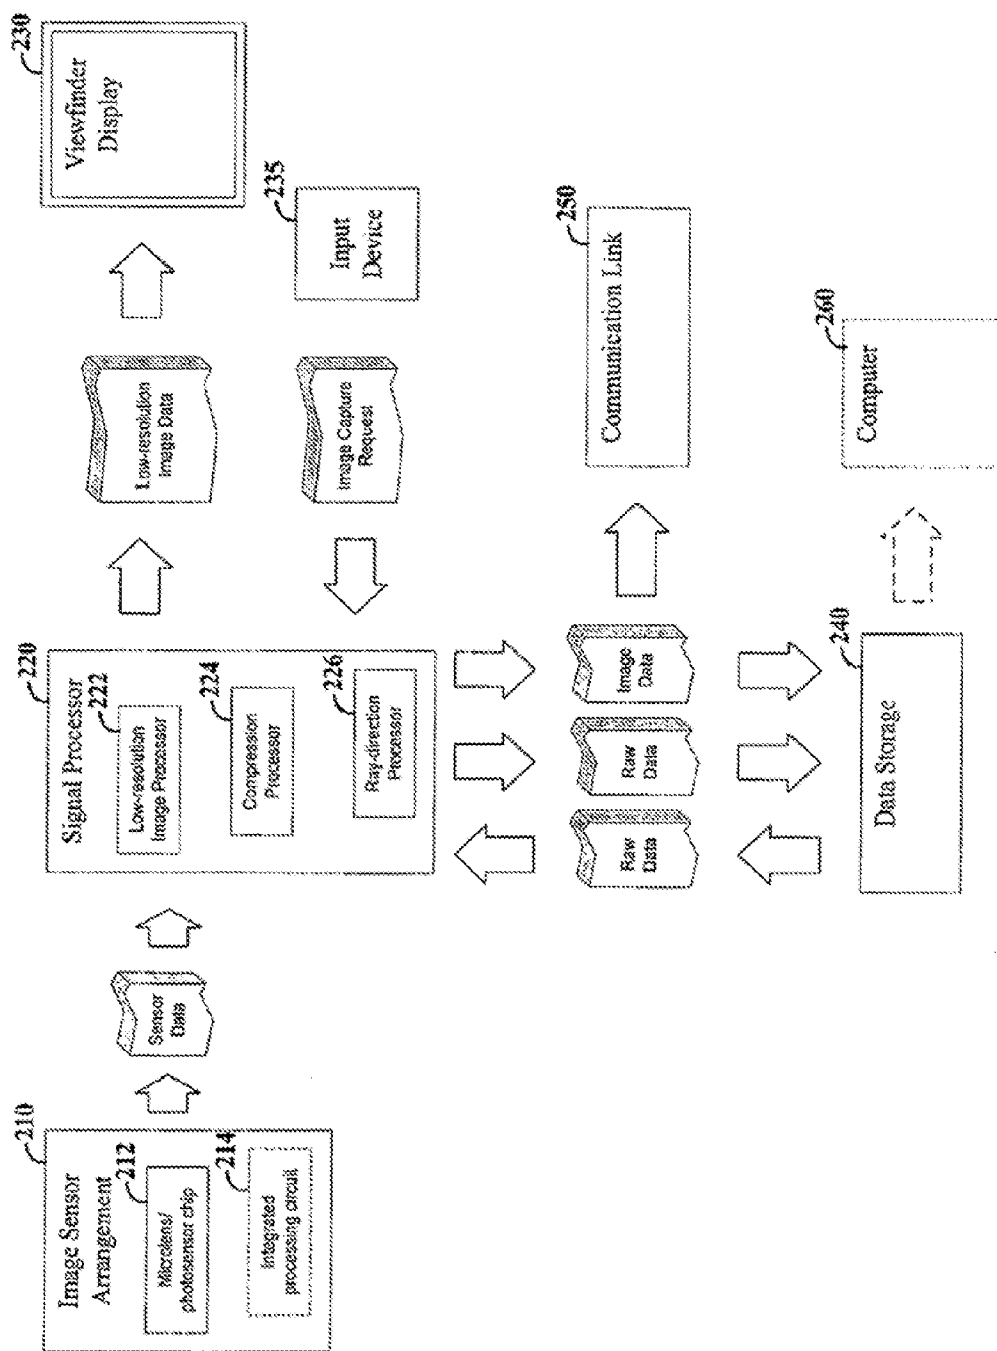 210
Image Sensor
Arrangement
212
Microlens/
photosensor chip
214
Integrated
processing circuit
Sensor
Data
220
Signal Processor
222
Low-resolution
Image Processor
224
Compression
Processor
226
Ray-direction
Processor
Low-resolution
Image Data
230
Viewfinder
Display
Image Capture
Request
235
Input
Device
Raw
Data
Raw
Data
Image
Data
250
Communication Link
240
Data Storage
260
Computer